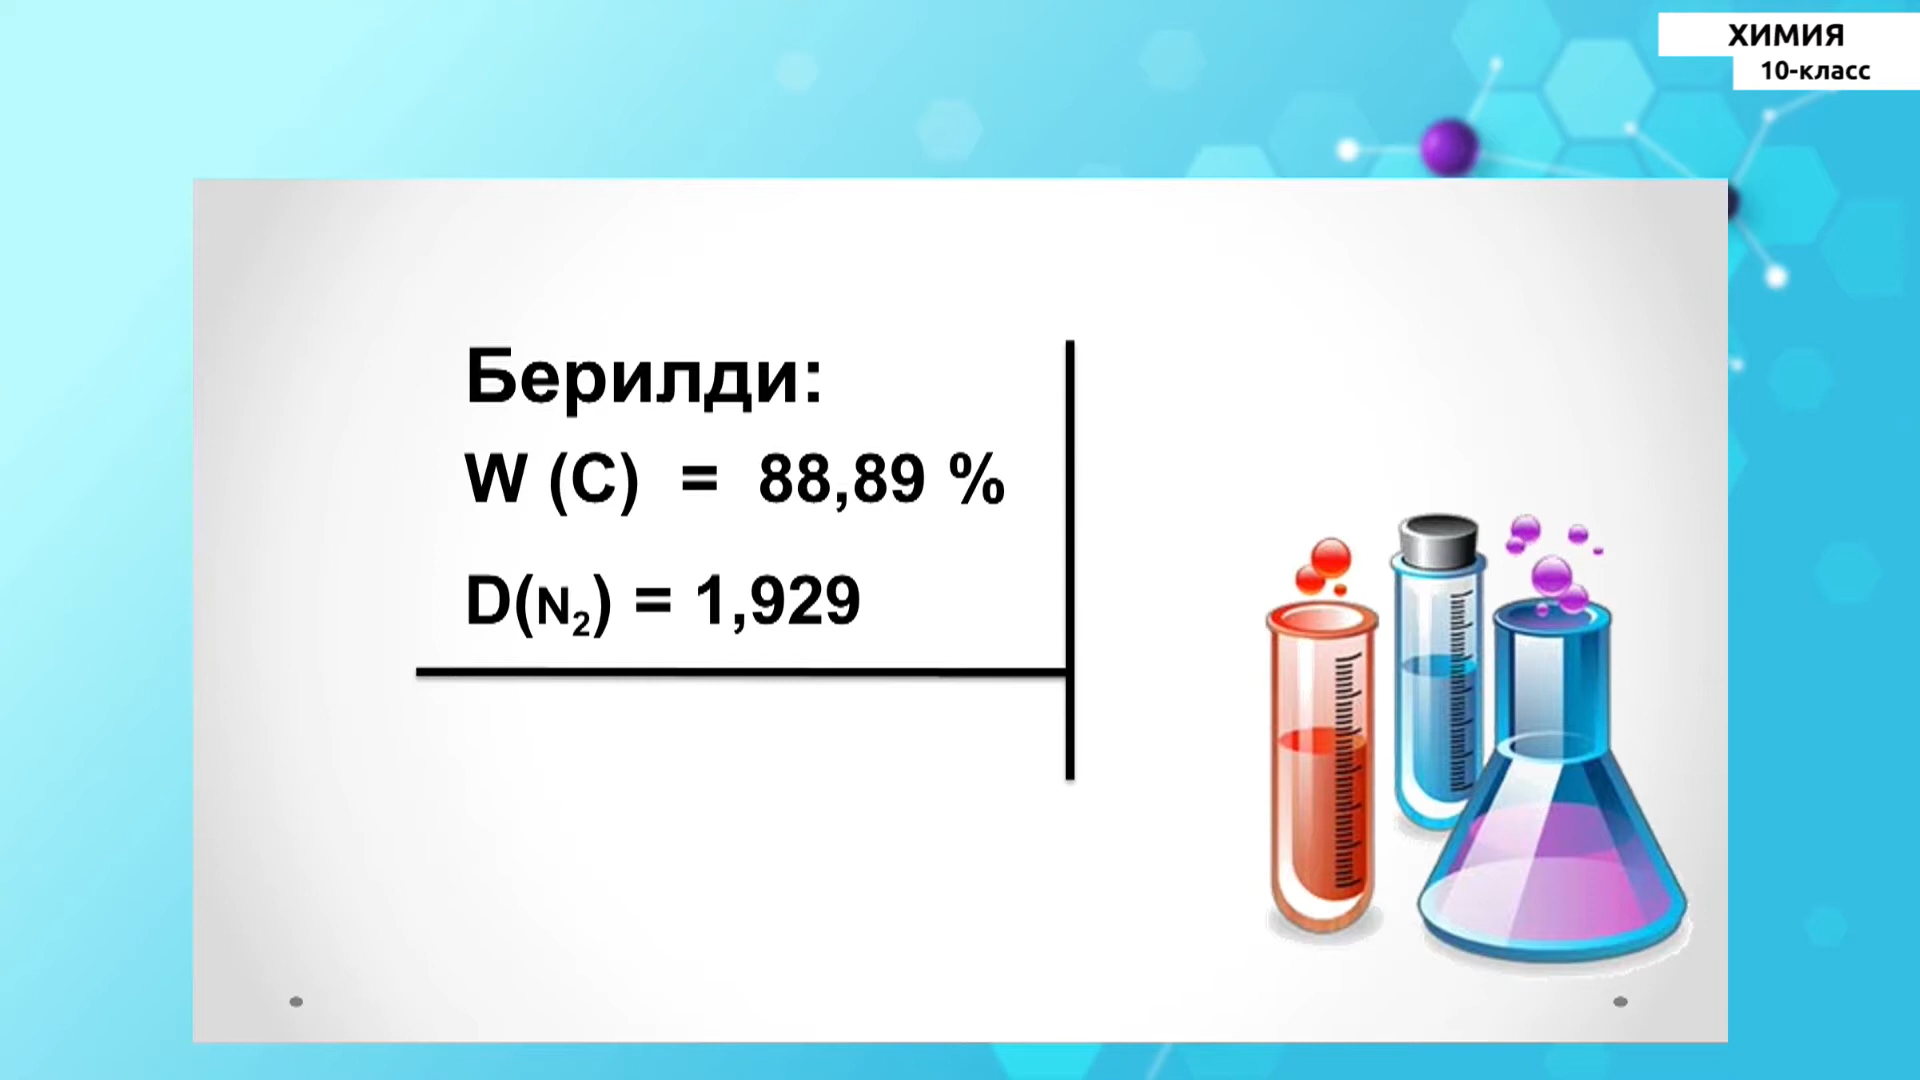 ХИМИЯ
10-класс
Берилди:
W (C) = 88,89 %
D(N₂) = 1,929